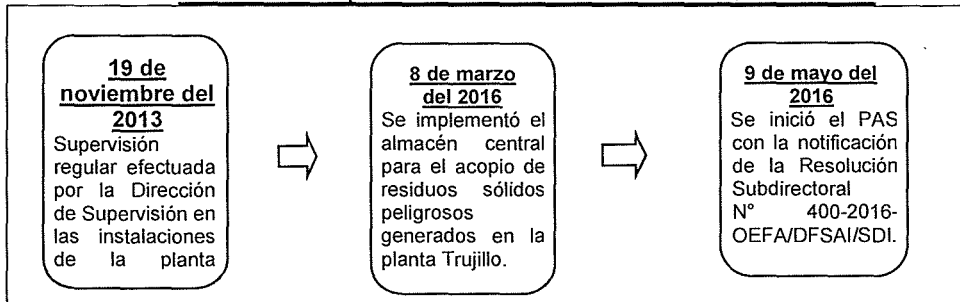 19 de
noviembre del
2013
Supervisión
regular efectuada
por la Dirección
de Supervisión en
las instalaciones
de la planta
8 de marzo
del 2016
Se implementó el
almacén central
para el acopio de
residuos sólidos
peligrosos
generados en la
planta Trujillo.
9 de mayo del
2016
Se inició el PAS
con la notificación
de la Resolución
Subdirectoral
N° 400-2016-
OEFA/DFSAI/SDI.